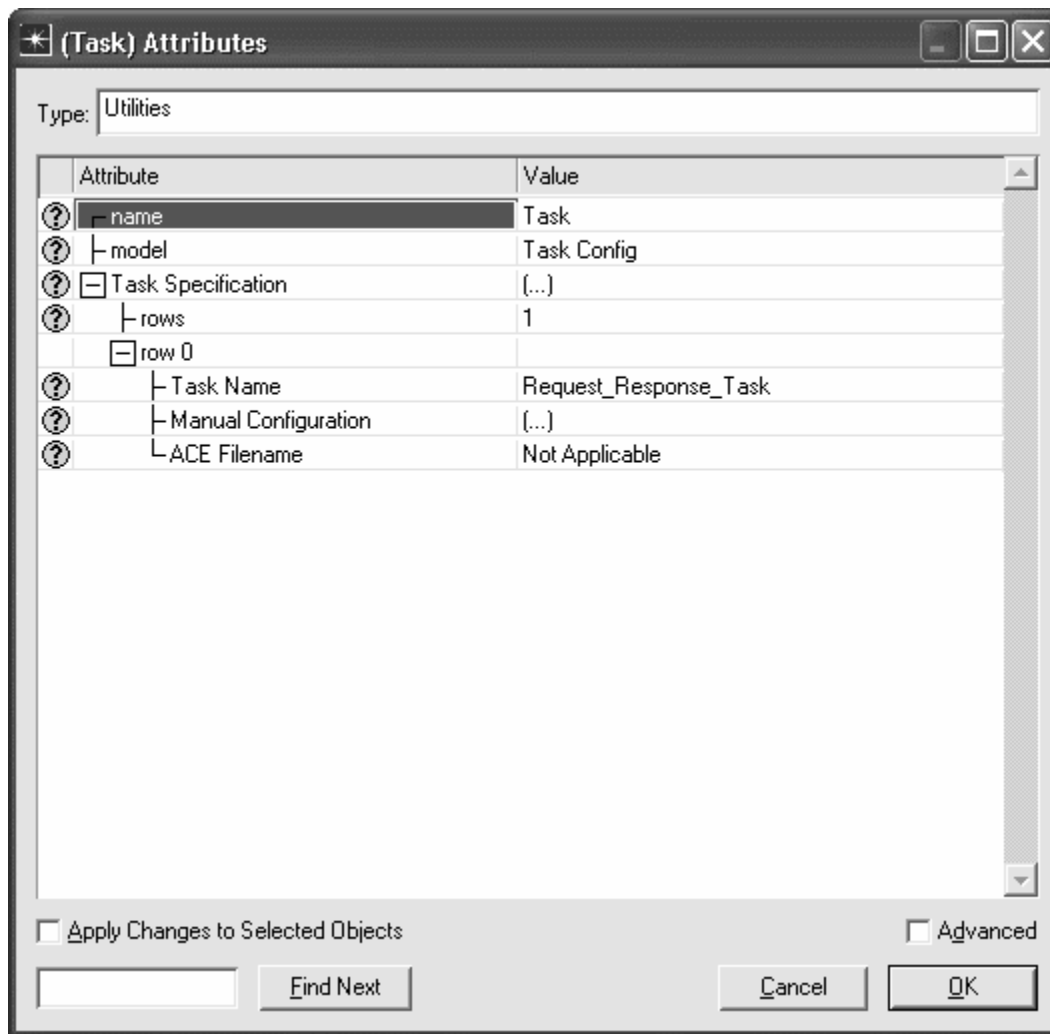 (Task) Attributes
Type: Utilities
Attribute Value
name Task
model Task Config
Task Specification (...)
rows 1
row 0
Task Name Request_Response_Task
Manual Configuration (...)
ACE Filename Not Applicable
Apply Changes to Selected Objects Advanced
Find Next Cancel OK